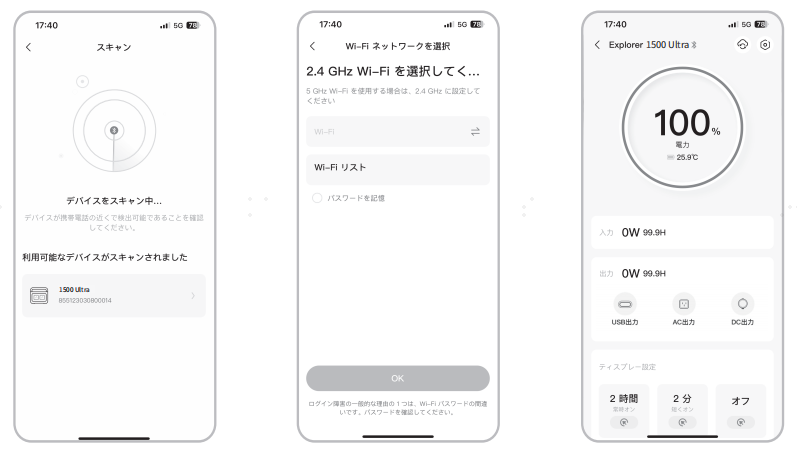 17:40
5G 78
スキャン
デバイスをスキャン中...
デバイスが携帯電話の近くで検出可能であることを確認
してください。
利用可能なデバイスがスキャンされました
1500 Ultra
855123030800014
17:40
5G 78
Wi-Fi ネットワークを選択
2.4 GHz Wi-Fi を選択してく...
5 GHz Wi-Fi を使用する場合は、2.4 GHz に設定して
ください
Wi-Fi
Wi-Fi リスト
パスワードを記憶
OK
ログイン障害の一般的な理由の 1 つは、Wi-Fi パスワードの間違
いです。パスワードを確認してください。
17:40
5G 78
Explorer 1500 Ultra
100%
電力
25.9℃
入力 0W 99.9H
出力 0W 99.9H
USB出力 AC出力 DC出力
ディスプレー設定
2 時間 2 分 オフ